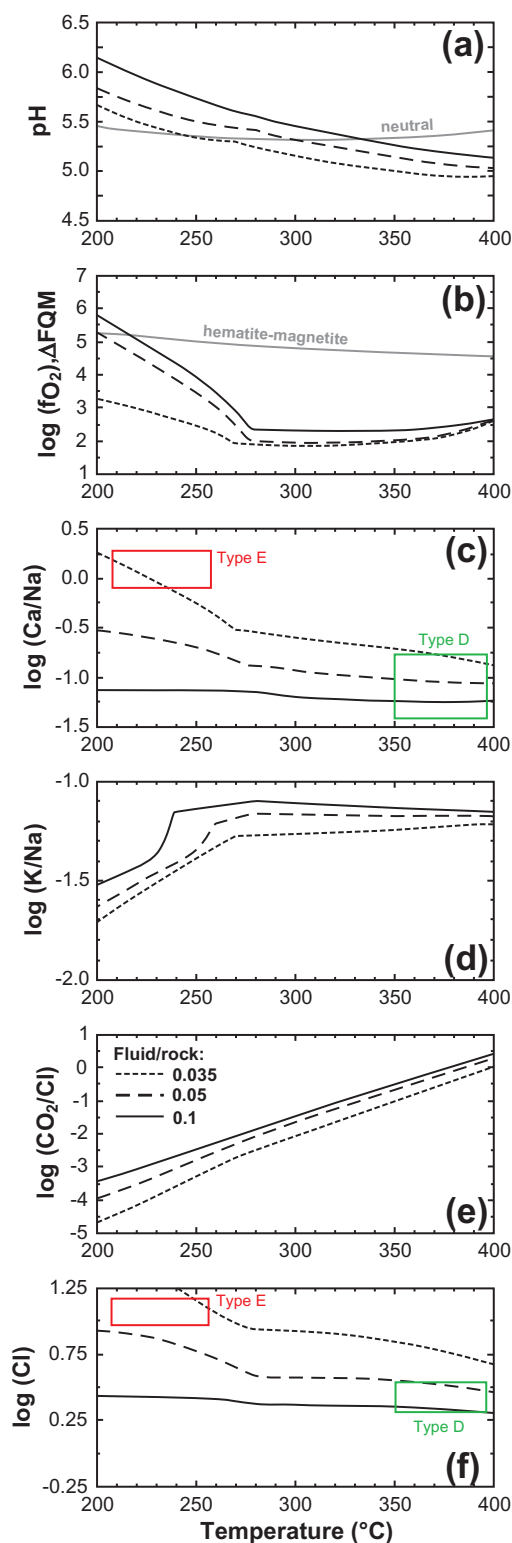 (a)
6.5
6.0
5.5
5.0
4.5
pH
neutral
200 250 300 350 400
(b)
7
6
5
4
3
2
1
log (fO2),ΔFQM
hematite-magnetite
200 250 300 350 400
(c)
0.5
0.0
-0.5
-1.0
-1.5
log (Ca/Na)
Type E
Type D
200 250 300 350 400
-1.0
-1.5
-2.0
log (K/Na)
(d)
200 250 300 350 400
1
0
-1
-2
-3
-4
-5
log (CO2/Cl)
Fluid/rock:
0.035
0.05
0.1
(e)
200 250 300 350 400
1.25
0.75
0.25
-0.25
log (Cl)
Type E
Type D
(f)
200 250 300 350 400
Temperature (°C)